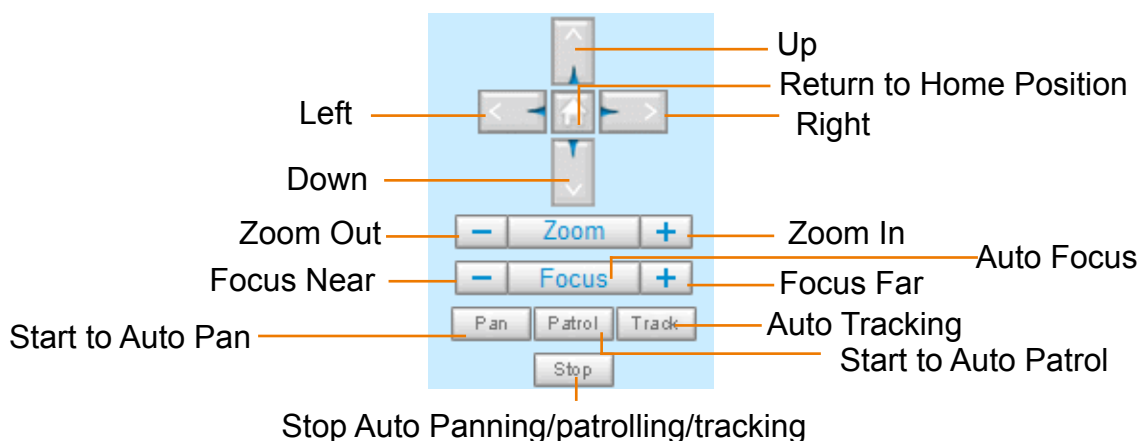 Up
Return to Home Position
Left
Right
Down
Zoom Out
− Zoom +
Zoom In
Auto Focus
Focus Near
− Focus +
Focus Far
Pan Patrol Track
Auto Tracking
Start to Auto Pan
Start to Auto Patrol
Stop
Stop Auto Panning/patrolling/tracking